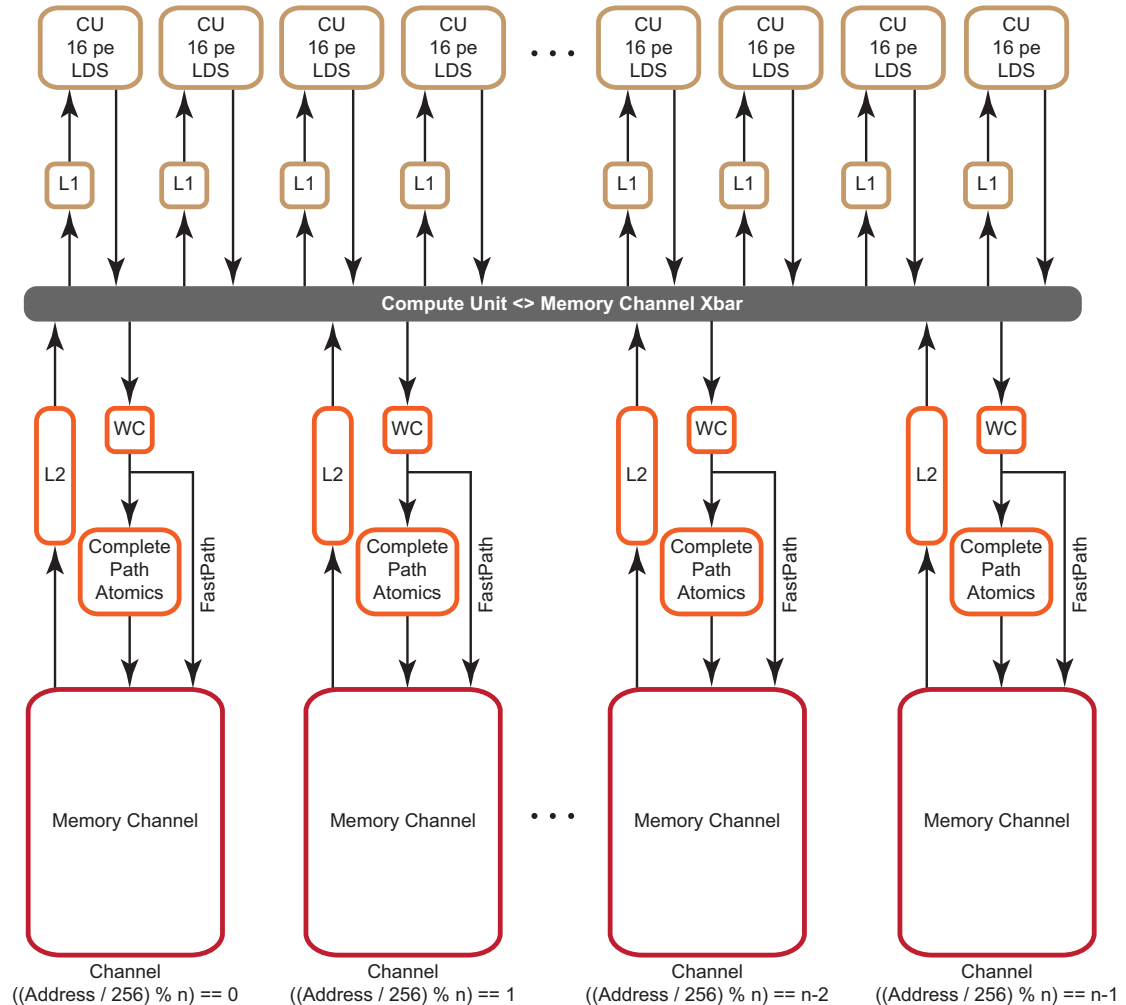 CU
16 pe
LDS
CU
16 pe
LDS
CU
16 pe
LDS
CU
16 pe
LDS
. . .
CU
16 pe
LDS
CU
16 pe
LDS
CU
16 pe
LDS
CU
16 pe
LDS
L1
L1
L1
L1
L1
L1
L1
L1
Compute Unit <> Memory Channel Xbar
L2
WC
Complete
Path
Atomics
FastPath
L2
WC
Complete
Path
Atomics
FastPath
L2
WC
Complete
Path
Atomics
FastPath
L2
WC
Complete
Path
Atomics
FastPath
Memory Channel
Memory Channel
. . .
Memory Channel
Memory Channel
Channel
((Address / 256) % n) == 0
Channel
((Address / 256) % n) == 1
Channel
((Address / 256) % n) == n-2
Channel
((Address / 256) % n) == n-1